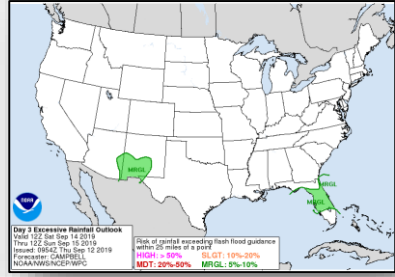 MRGL
MRGL
MRGL
NOAA
Day 3 Excessive Rainfall Outlook
Valid 12Z Sat Sep 14 2019
Thru 12Z Sun Sep 15 2019
Issued: 0954Z Thu Sep 12 2019
Forecaster: CAMPBELL
NOAA/NWS/NCEP/WPC
Risk of rainfall exceeding flash flood guidance
within 25 miles of a point
HIGH: > 50% SLGT: 10%-20%
MDT: 20%-50% MRGL: 5%-10%